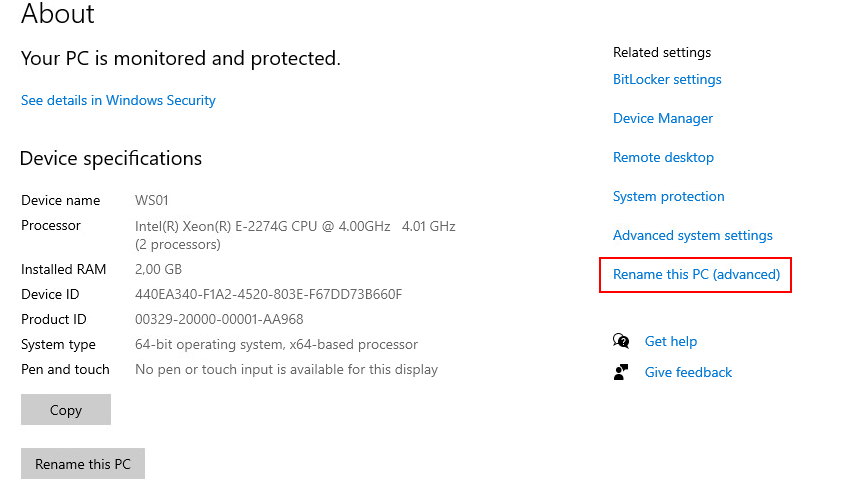 About
Your PC is monitored and protected.
See details in Windows Security
Device specifications
Device name WS01
Processor Intel(R) Xeon(R) E-2274G CPU @ 4.00GHz 4.01 GHz
(2 processors)
Installed RAM 2,00 GB
Device ID 440EA340-F1A2-4520-803E-F67DD73B660F
Product ID 00329-20000-00001-AA968
System type 64-bit operating system, x64-based processor
Pen and touch No pen or touch input is available for this display
Copy
Rename this PC
Related settings
BitLocker settings
Device Manager
Remote desktop
System protection
Advanced system settings
Rename this PC (advanced)
Get help
Give feedback